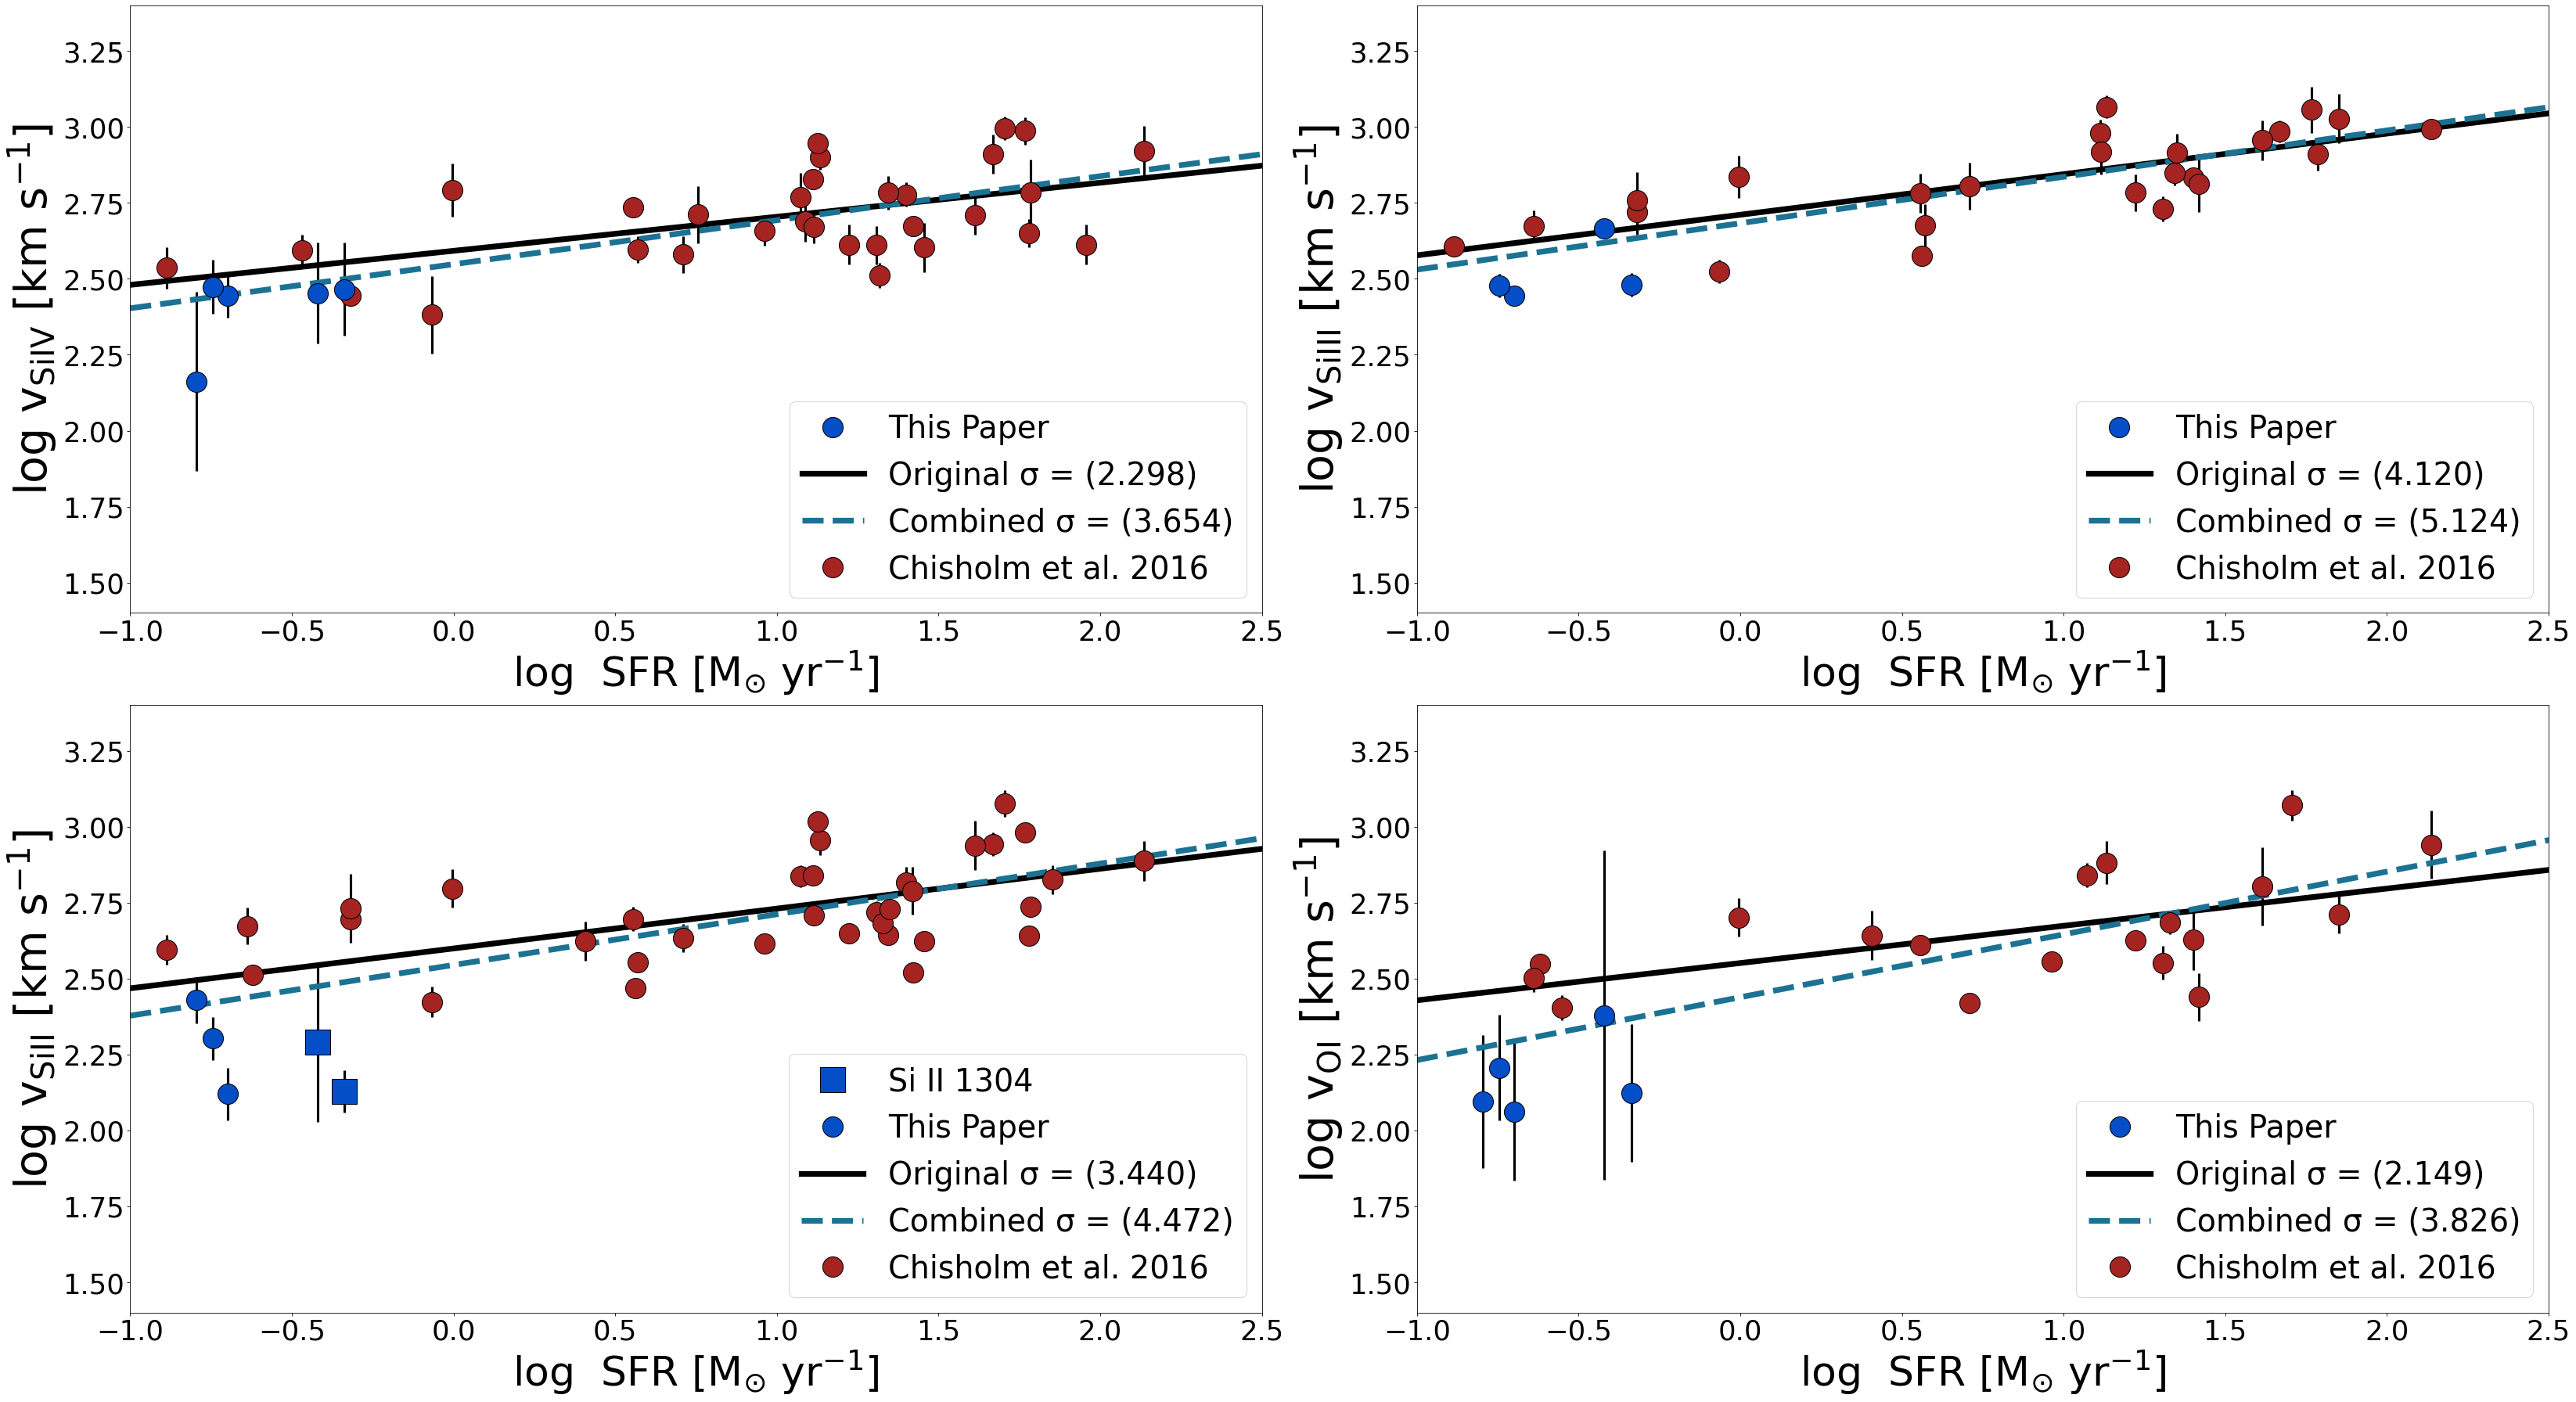 3.25
3.00
2.75
2.50
2.25
2.00
1.75
1.50
log v_SiIV [km s^−1]
This Paper
Original σ = (2.298)
Combined σ = (3.654)
Chisholm et al. 2016
−1.0 −0.5 0.0 0.5 1.0 1.5 2.0 2.5
log SFR [M_⊙ yr^−1]
3.25
3.00
2.75
2.50
2.25
2.00
1.75
1.50
log v_SiIII [km s^−1]
This Paper
Original σ = (4.120)
Combined σ = (5.124)
Chisholm et al. 2016
−1.0 −0.5 0.0 0.5 1.0 1.5 2.0 2.5
log SFR [M_⊙ yr^−1]
3.25
3.00
2.75
2.50
2.25
2.00
1.75
1.50
log v_SiII [km s^−1]
Si II 1304
This Paper
Original σ = (3.440)
Combined σ = (4.472)
Chisholm et al. 2016
−1.0 −0.5 0.0 0.5 1.0 1.5 2.0 2.5
log SFR [M_⊙ yr^−1]
3.25
3.00
2.75
2.50
2.25
2.00
1.75
1.50
log v_OI [km s^−1]
This Paper
Original σ = (2.149)
Combined σ = (3.826)
Chisholm et al. 2016
−1.0 −0.5 0.0 0.5 1.0 1.5 2.0 2.5
log SFR [M_⊙ yr^−1]